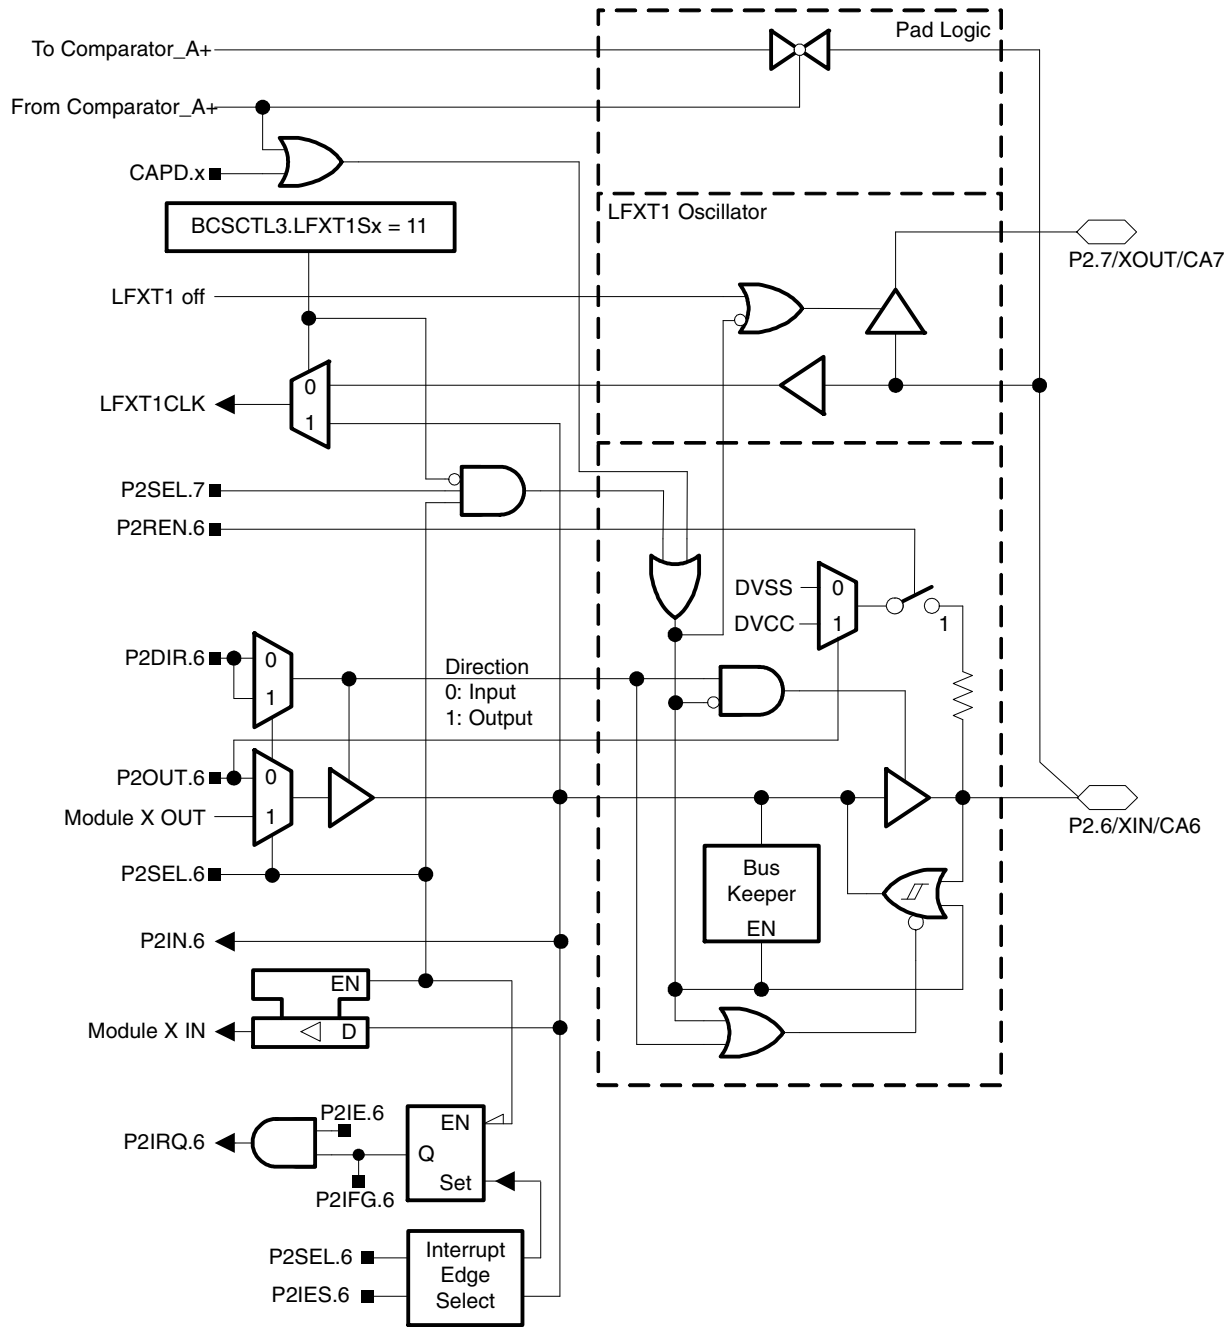 Pad Logic
To Comparator_A+
From Comparator_A+
CAPD.x
BCSCTL3.LFXT1Sx = 11
LFXT1 Oscillator
P2.7/XOUT/CA7
LFXT1 off
0
LFXT1CLK
1
P2SEL.7
P2REN.6
DVSS
0
DVCC
1
1
P2DIR.6
0
1
Direction
0: Input
1: Output
P2OUT.6
0
Module X OUT
1
P2.6/XIN/CA6
P2SEL.6
Bus
Keeper
EN
P2IN.6
EN
Module X IN
D
P2IE.6
EN
P2IRQ.6
Q
Set
P2IFG.6
P2SEL.6
P2IES.6
Interrupt
Edge
Select